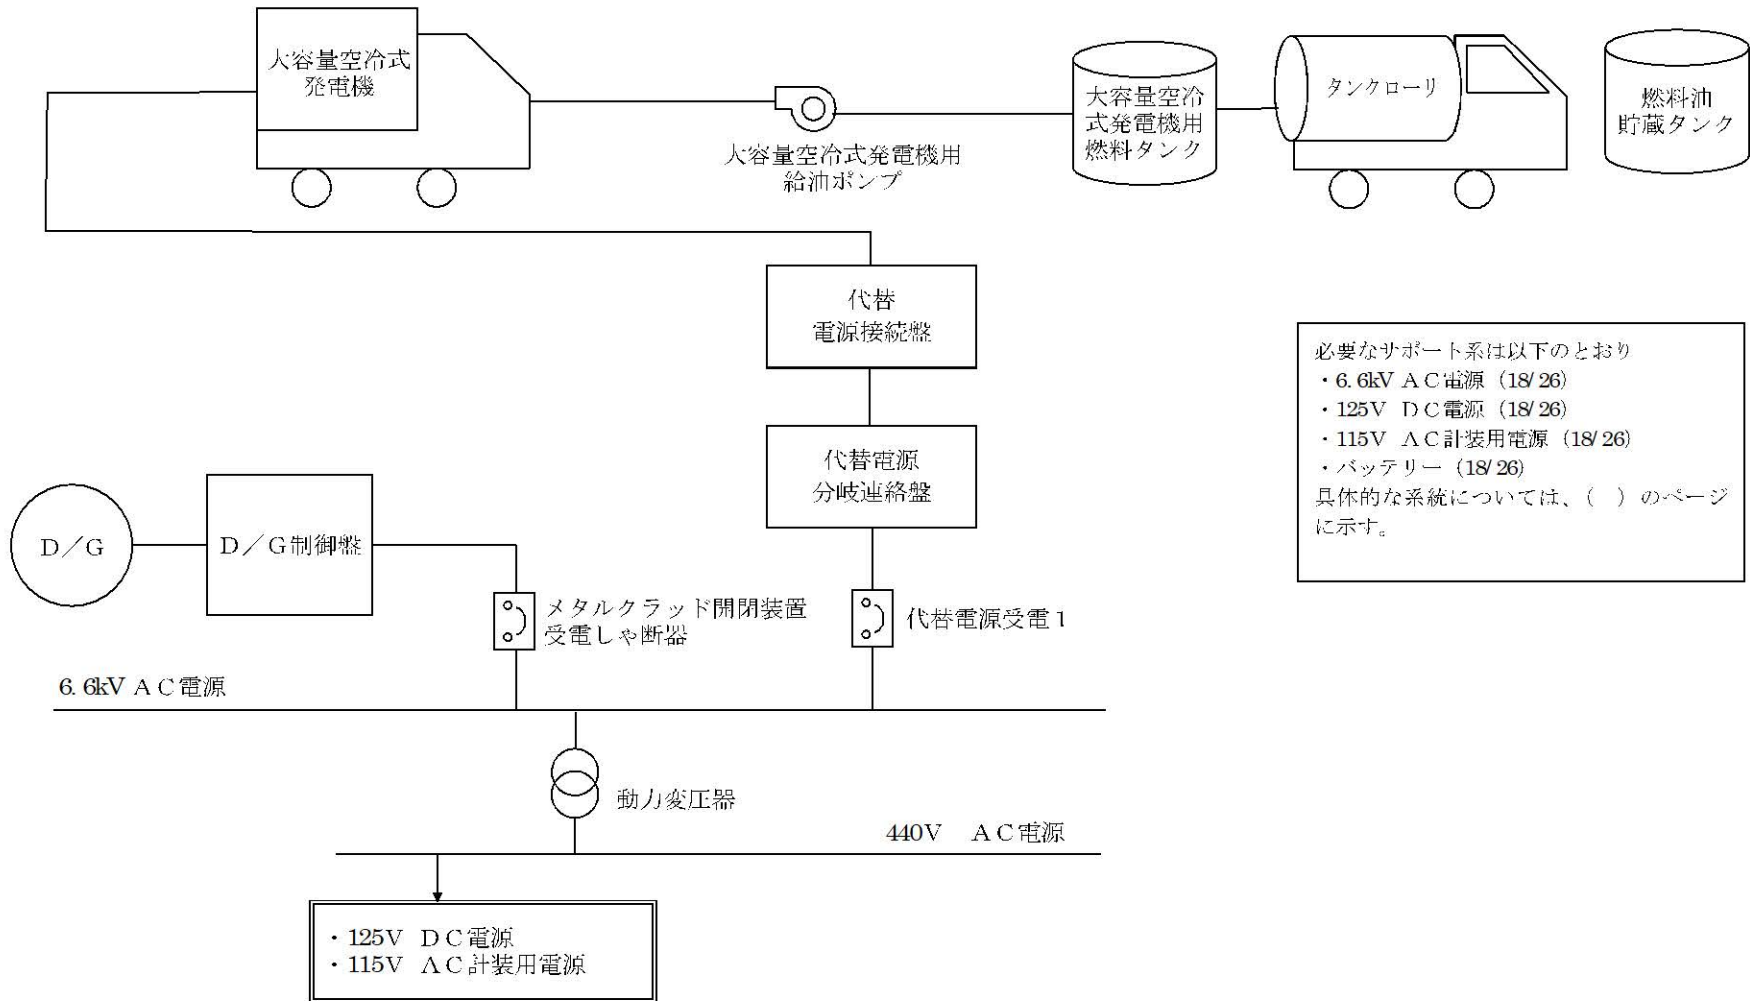 大容量空冷式
発電機
大容量空冷式発電機用
給油ポンプ
大容量空冷
式発電機用
燃料タンク
タンクローリ
燃料油
貯蔵タンク
代替
電源接続盤
代替電源
分岐連絡盤
必要なサポート系は以下のとおり
・6.6kV AC電源 (18/26)
・125V DC電源 (18/26)
・115V AC計装用電源 (18/26)
・バッテリー (18/26)
具体的な系統については、( )のページ
に示す。
D/G
D/G制御盤
メタルクラッド開閉装置
受電しゃ断器
代替電源受電1
6.6kV AC電源
動力変圧器
440V AC電源
・125V DC電源
・115V AC計装用電源